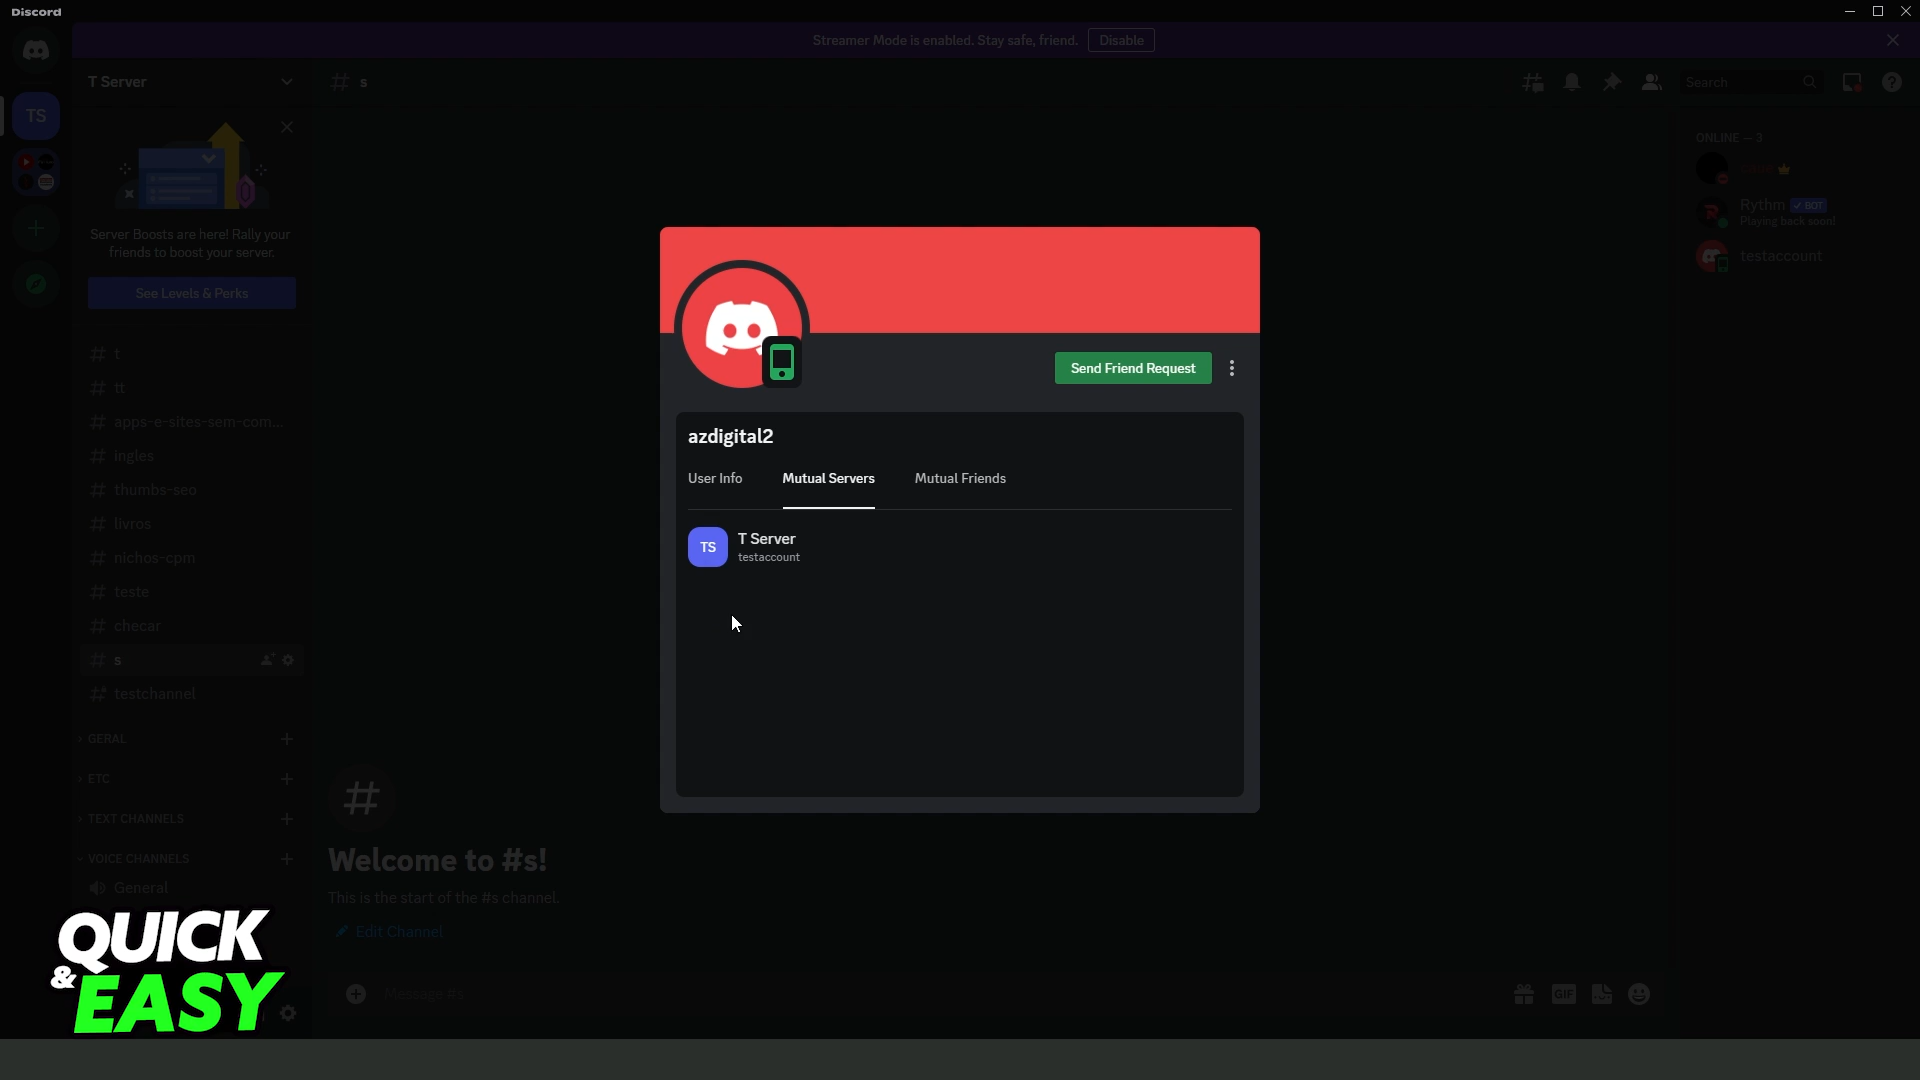 Discord
Streamer Mode is enabled. Stay safe, friend.
Disable
T Server
s
Search
TS
Server Boosts are here! Rally your
friends to boost your server.
See Levels & Perks
t
tt
apps-e-sites-sem-com...
ingles
thumbs-seo
livros
nichos-cpm
teste
checar
s
testchannel
GERAL
ETC
TEXT CHANNELS
VOICE CHANNELS
General
QUICK
&EASY
Send Friend Request
azdigital2
User Info
Mutual Servers
Mutual Friends
TS
T Server
testaccount
Welcome to #s!
This is the start of the #s channel.
Edit Channel
Message #s
GIF
ONLINE — 3
Rythm
BOT
Playing back soon!
testaccount